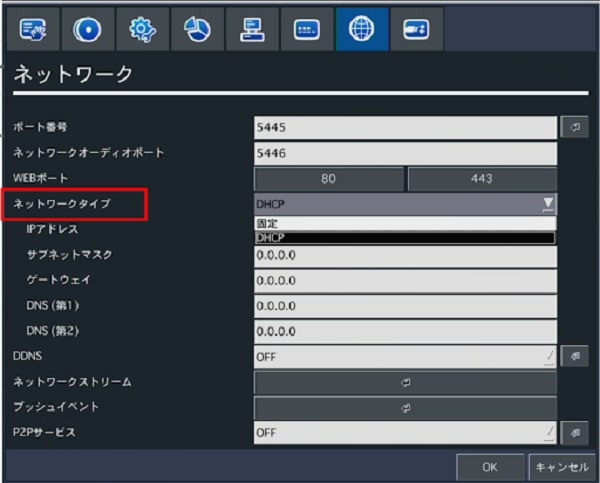 ネットワーク
ポート番号 5445
ネットワークオーディオポート 5446
WEBポート 80 443
ネットワークタイプ DHCP
固定
IPアドレス DHCP
サブネットマスク 0.0.0.0
ゲートウェイ 0.0.0.0
DNS (第1) 0.0.0.0
DNS (第2) 0.0.0.0
DDNS OFF
ネットワークストリーム
プッシュイベント
P2Pサービス OFF
OK キャンセル